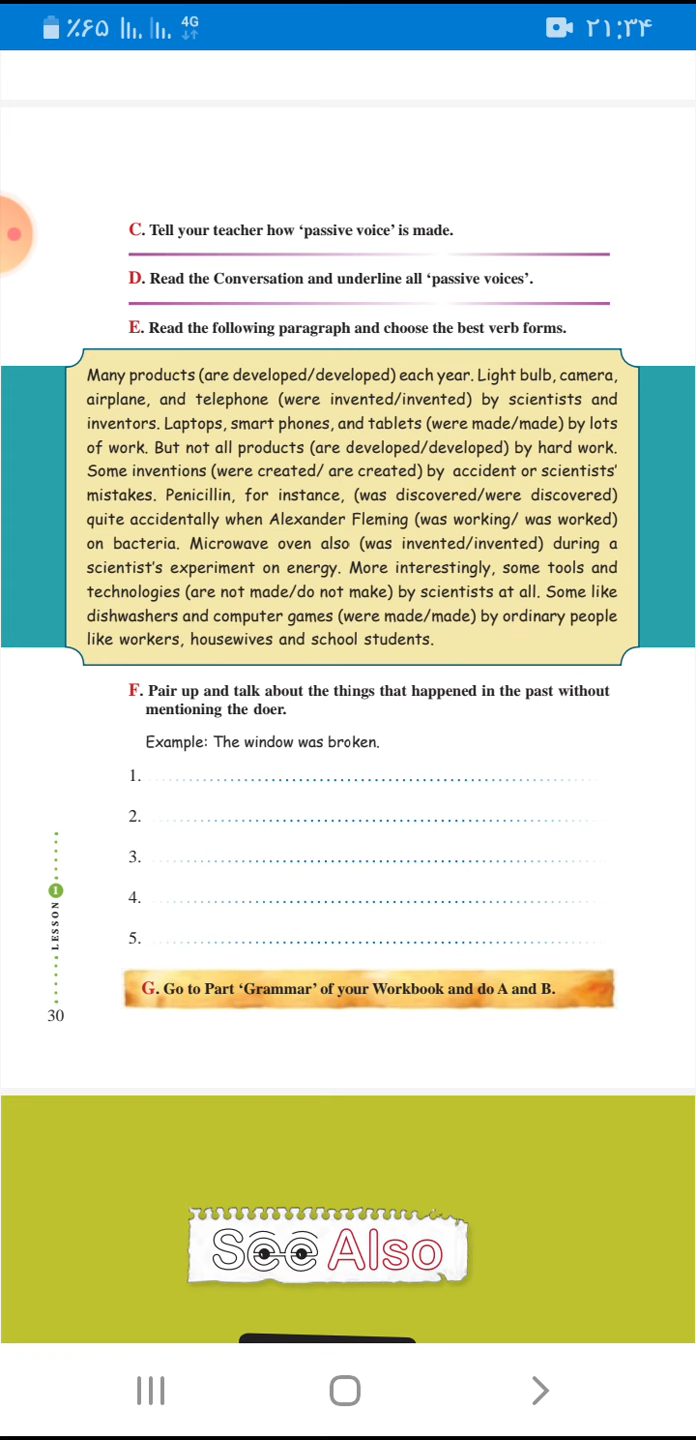 ٪۶۵ 4G ۲۱:۳۴
C. Tell your teacher how ‘passive voice’ is made.
D. Read the Conversation and underline all ‘passive voices’.
E. Read the following paragraph and choose the best verb forms.
Many products (are developed/developed) each year. Light bulb, camera,
airplane, and telephone (were invented/invented) by scientists and
inventors. Laptops, smart phones, and tablets (were made/made) by lots
of work. But not all products (are developed/developed) by hard work.
Some inventions (were created/ are created) by accident or scientists’
mistakes. Penicillin, for instance, (was discovered/were discovered)
quite accidentally when Alexander Fleming (was working/ was worked)
on bacteria. Microwave oven also (was invented/invented) during a
scientist’s experiment on energy. More interestingly, some tools and
technologies (are not made/do not make) by scientists at all. Some like
dishwashers and computer games (were made/made) by ordinary people
like workers, housewives and school students.
F. Pair up and talk about the things that happened in the past without
mentioning the doer.
Example: The window was broken.
1.
2.
3.
4.
5.
LESSON 1
G. Go to Part ‘Grammar’ of your Workbook and do A and B.
30
See Also